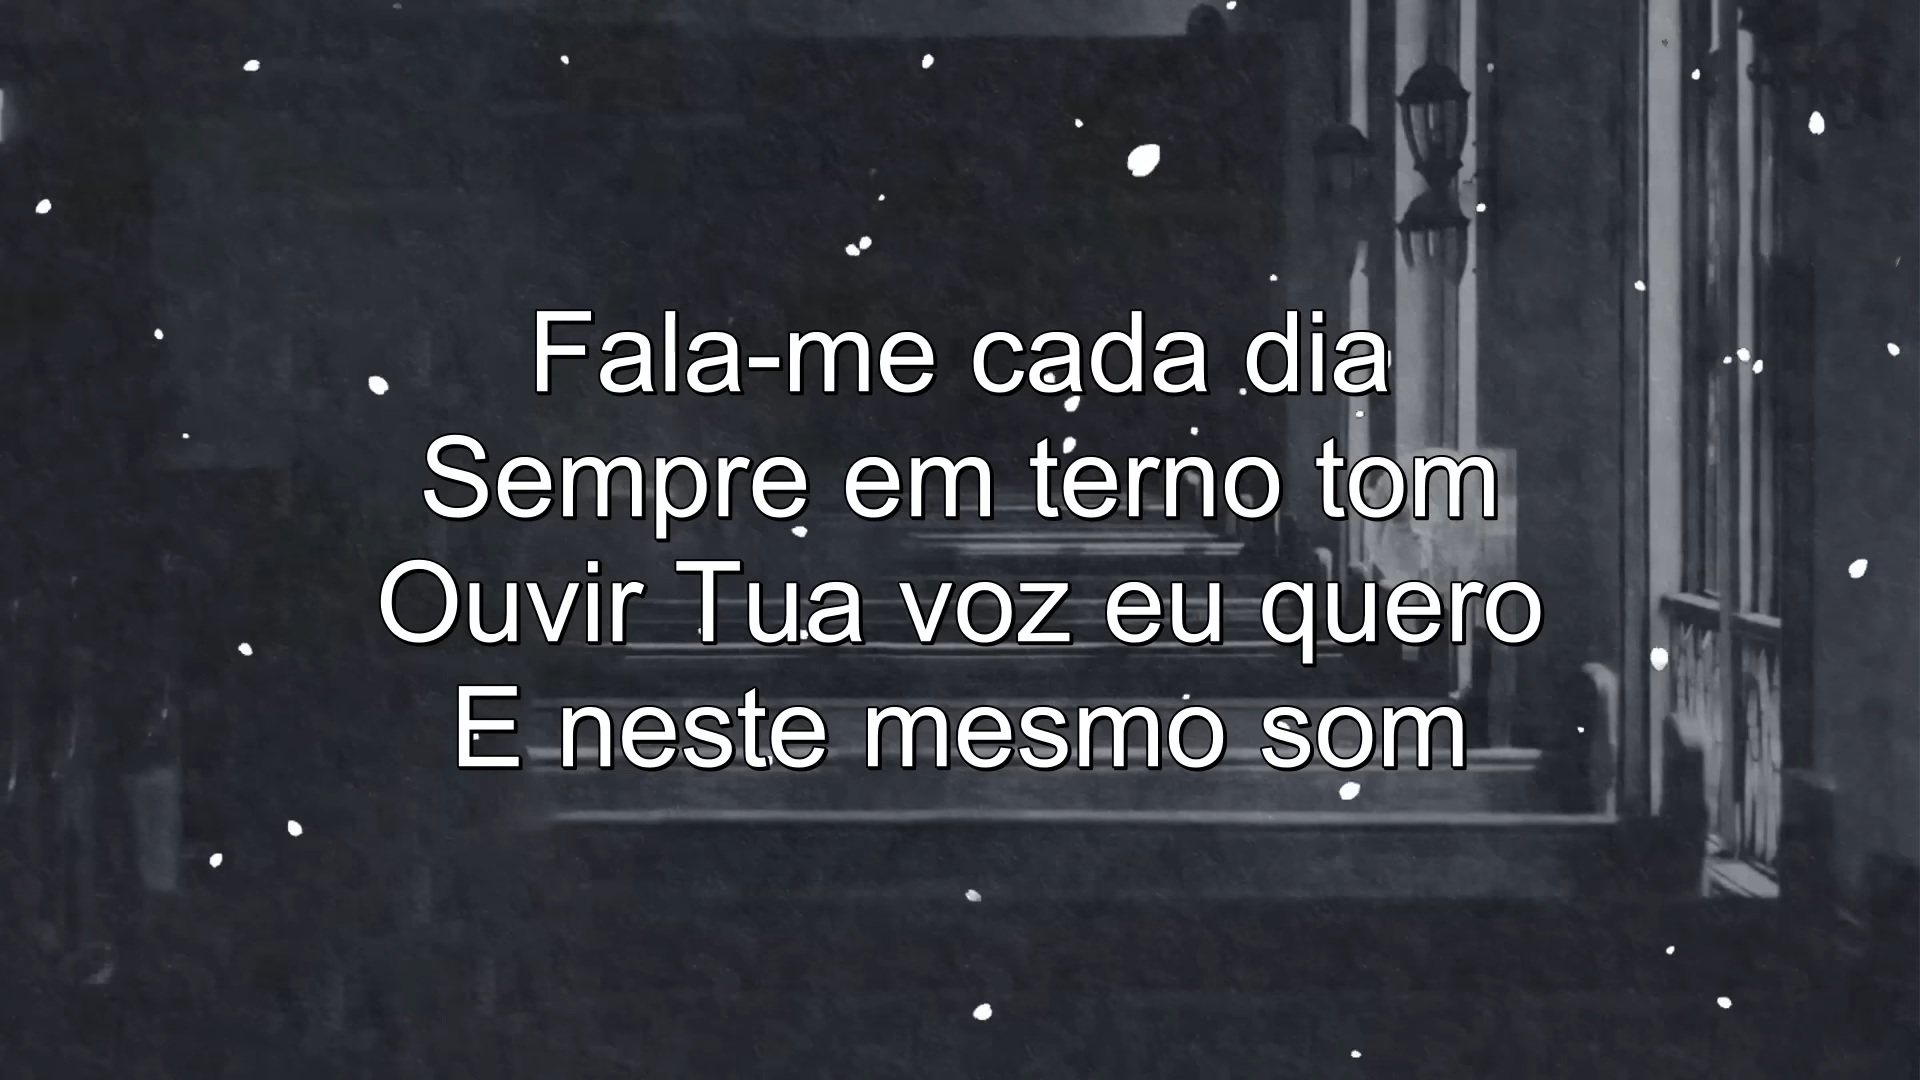 Fala-me cada dia
Sempre em terno tom
Ouvir Tua voz eu quero
E neste mesmo som